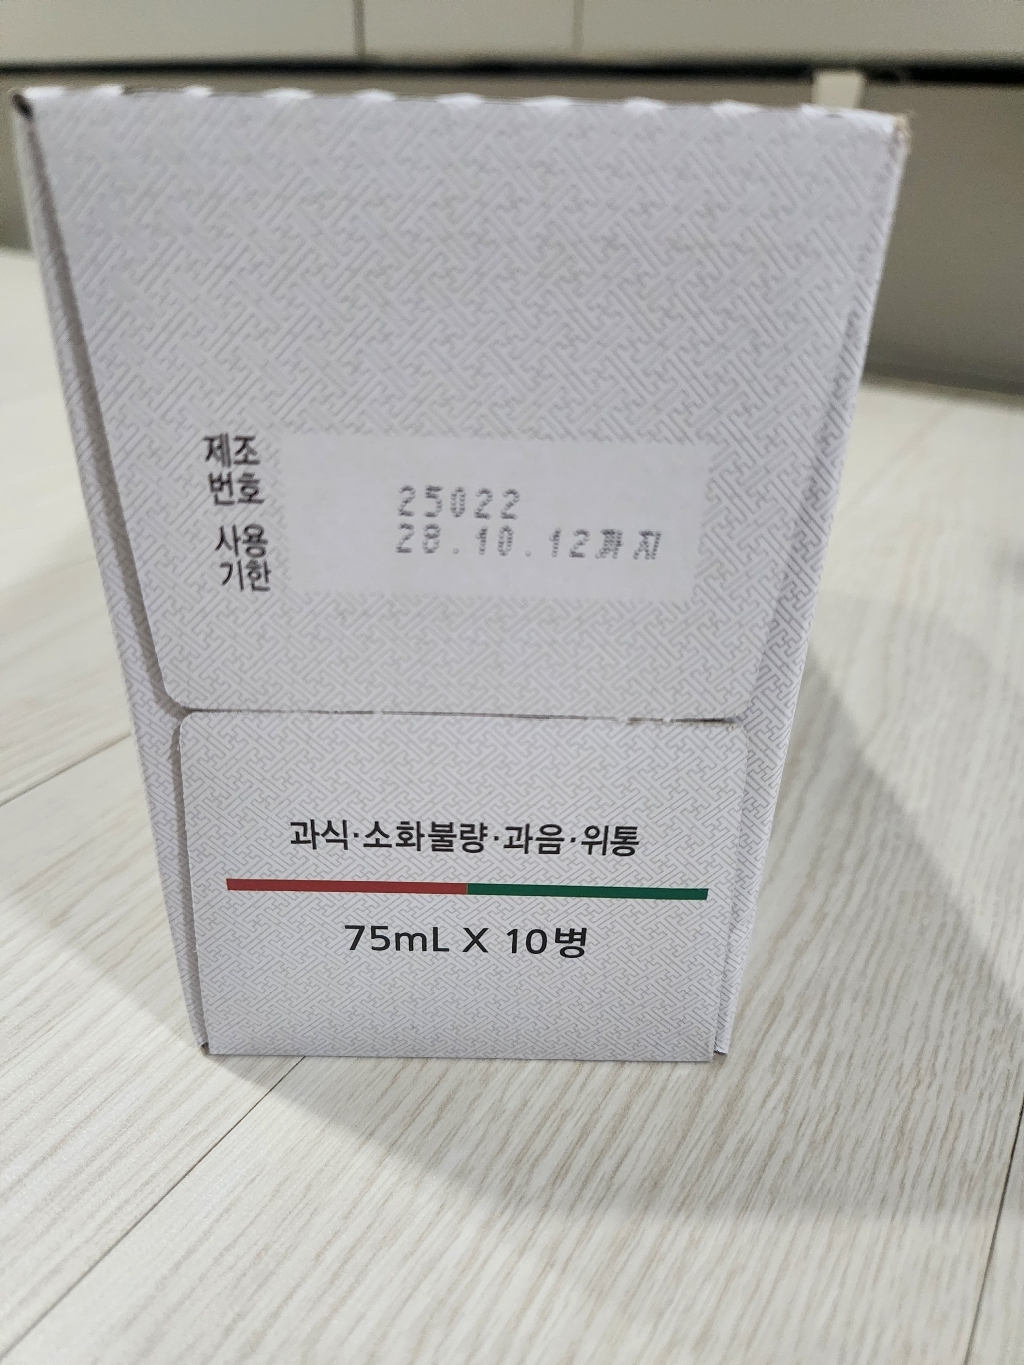 제조
번호
25022
사용
기한
28.10.12까지
과식·소화불량·과음·위통
75mL X 10병